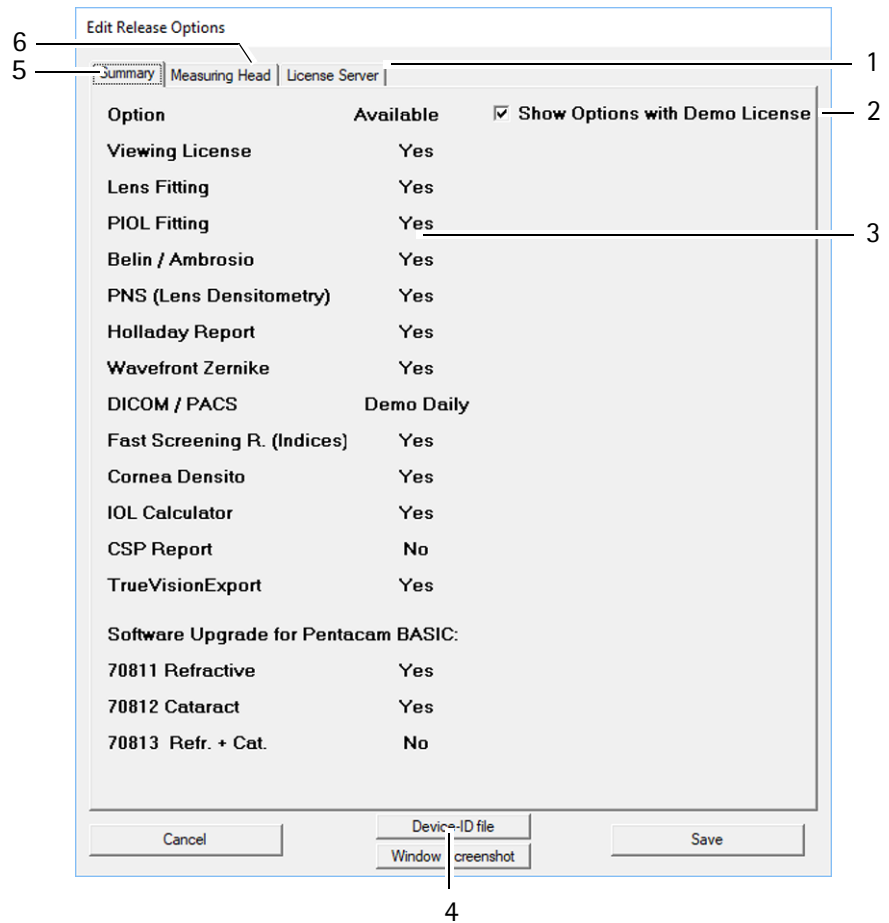 Edit Release Options
6
5
1
Summary Measuring Head License Server
Option Available Show Options with Demo License
2
Viewing License Yes
Lens Fitting Yes
PIOL Fitting Yes
3
Belin / Ambrosio Yes
PNS (Lens Densitometry) Yes
Holladay Report Yes
Wavefront Zernike Yes
DICOM / PACS Demo Daily
Fast Screening R. (Indices) Yes
Cornea Densito Yes
IOL Calculator Yes
CSP Report No
TrueVisionExport Yes
Software Upgrade for Pentacam BASIC:
70811 Refractive Yes
70812 Cataract Yes
70813 Refr. + Cat. No
Device-ID file
Cancel
Save
Window Screenshot
4